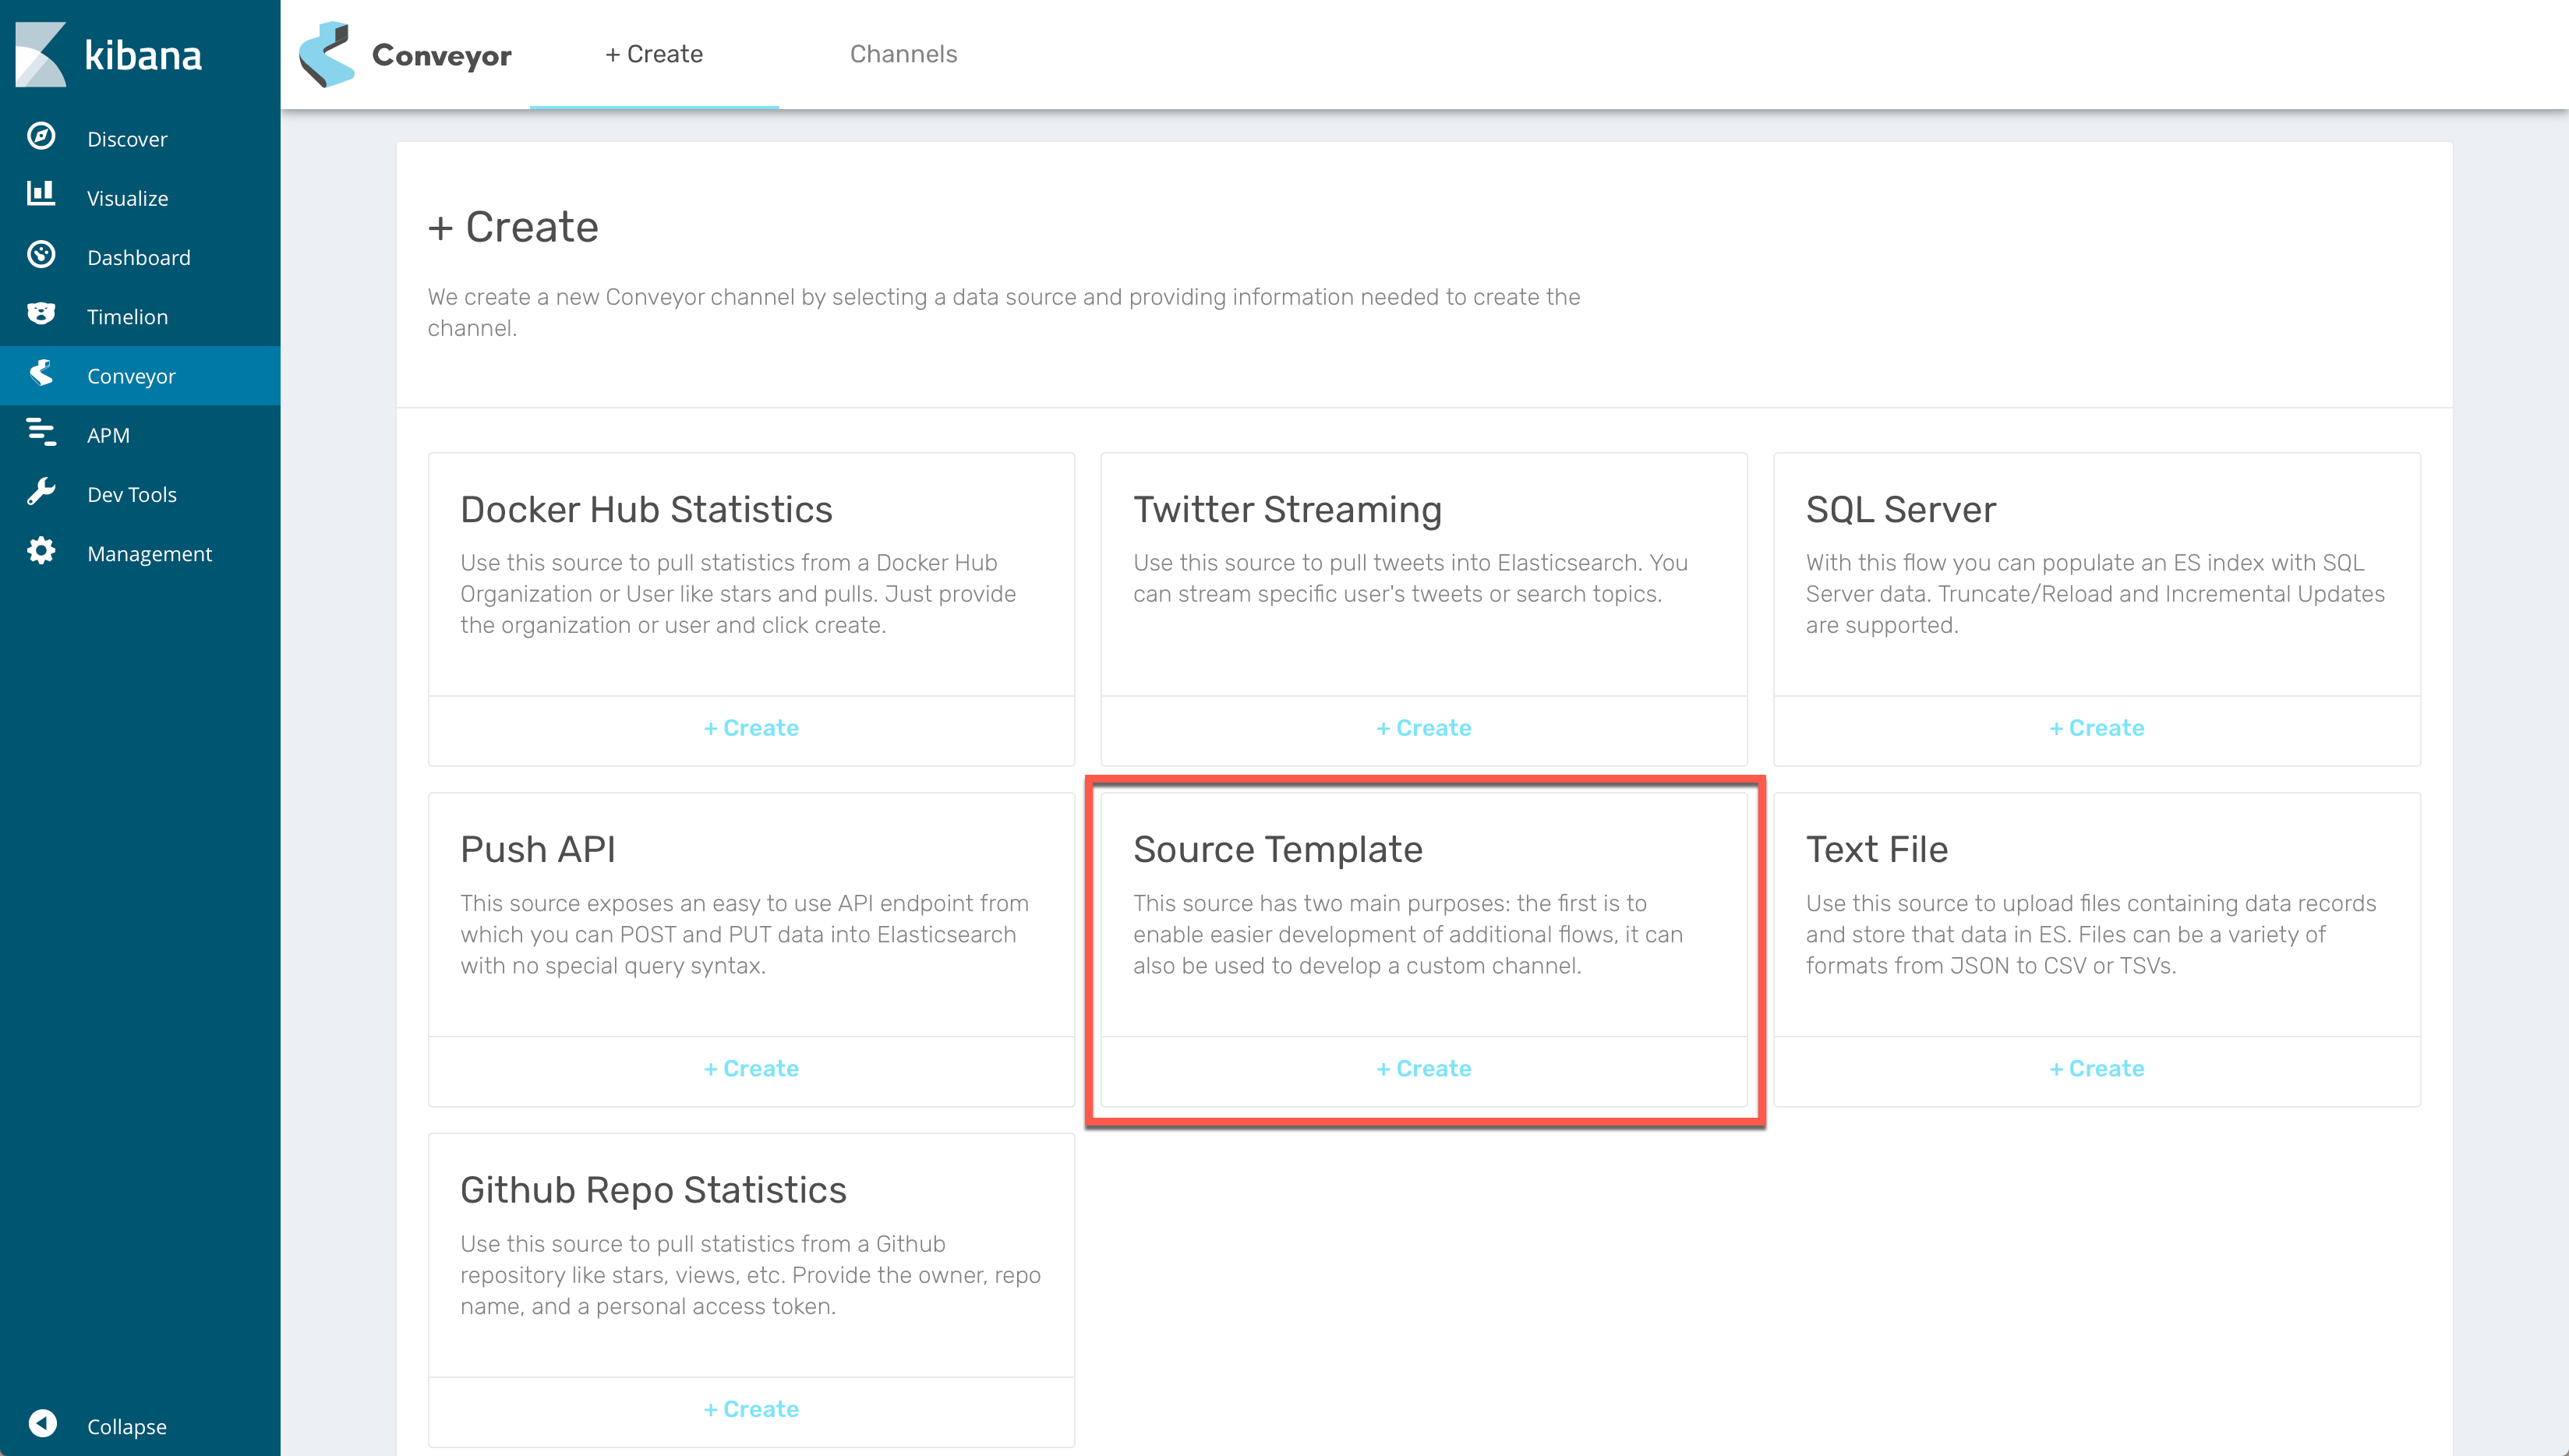 kibana
Discover
Visualize
Dashboard
Timelion
Conveyor
APM
Dev Tools
Management
Collapse
Conveyor
+ Create
Channels
+ Create
We create a new Conveyor channel by selecting a data source and providing information needed to create the
channel.
Docker Hub Statistics
Use this source to pull statistics from a Docker Hub
Organization or User like stars and pulls. Just provide
the organization or user and click create.
+ Create
Twitter Streaming
Use this source to pull tweets into Elasticsearch. You
can stream specific user's tweets or search topics.
+ Create
SQL Server
With this flow you can populate an ES index with SQL
Server data. Truncate/Reload and Incremental Updates
are supported.
+ Create
Push API
This source exposes an easy to use API endpoint from
which you can POST and PUT data into Elasticsearch
with no special query syntax.
+ Create
Source Template
This source has two main purposes: the first is to
enable easier development of additional flows, it can
also be used to develop a custom channel.
+ Create
Text File
Use this source to upload files containing data records
and store that data in ES. Files can be a variety of
formats from JSON to CSV or TSVs.
+ Create
Github Repo Statistics
Use this source to pull statistics from a Github
repository like stars, views, etc. Provide the owner, repo
name, and a personal access token.
+ Create